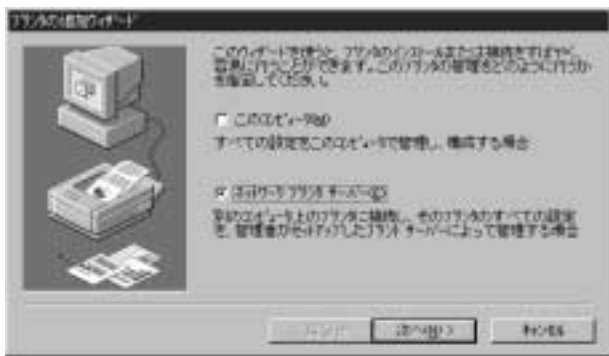 プリンタの追加ウィザード
このウィザードを使うと、プリンタのインストールまたは接続をすばやく、
容易に行うことができます。このプリンタの管理をどのように行うか
を指定してください。
このコンピュータ(M)
すべての設定をこのコンピュータで管理し、構成する場合
ネットワーク プリンタ サーバー(E)
別のコンピュータ上のプリンタに接続し、そのプリンタのすべての設定
を、管理者がセットアップしたプリント サーバーによって管理する場合
次へ(N) >
キャンセル